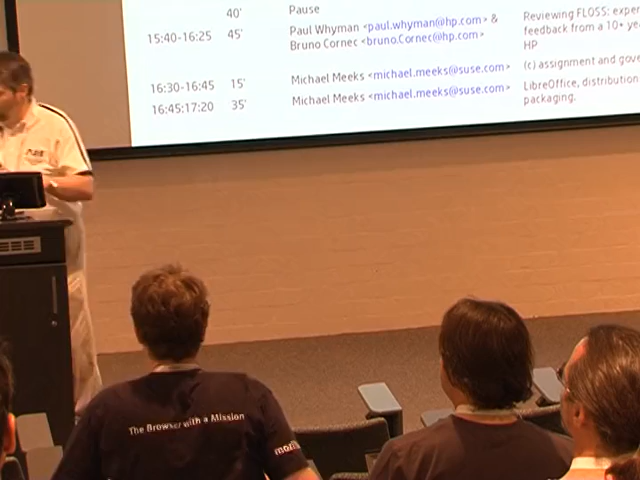 40' Pause
15:40-16:25 45' Paul Whyman <paul.whyman@hp.com> & Reviewing FLOSS: exper
Bruno Cornec <bruno.Cornec@hp.com> feedback from a 10+ yea
HP
16:30-16:45 15' Michael Meeks <michael.meeks@suse.com> (c) assignment and gove
16:45:17:20 35' Michael Meeks <michael.meeks@suse.com> LibreOffice, distribution
packaging.
The Browser with a Mission